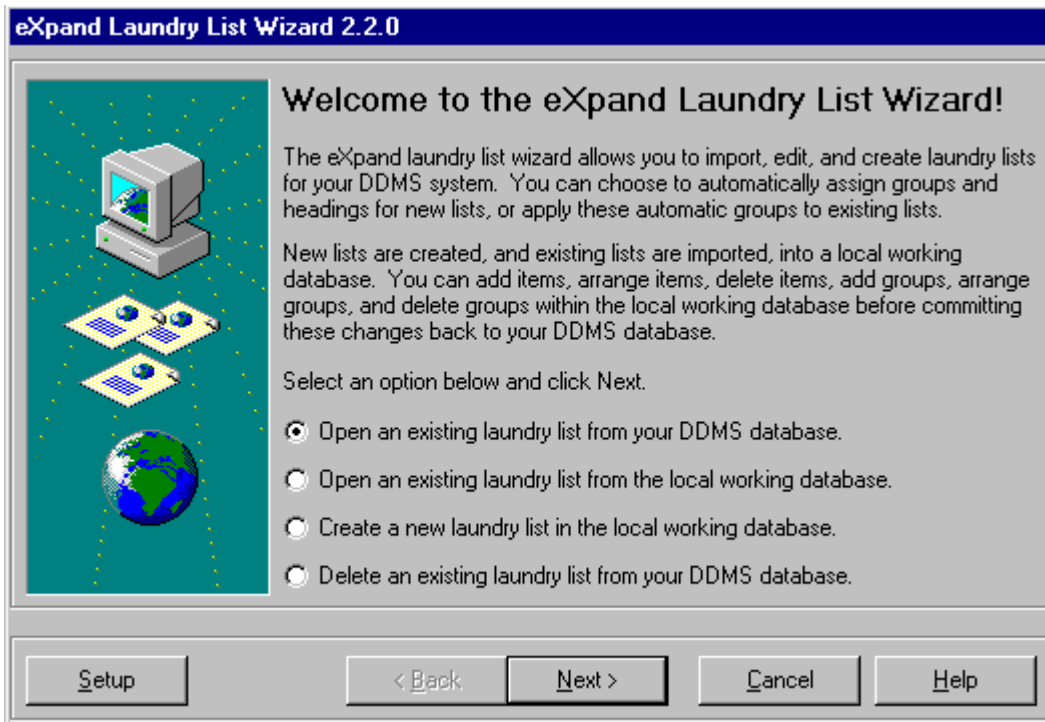 eXpand Laundry List Wizard 2.2.0
Welcome to the eXpand Laundry List Wizard!
The eXpand laundry list wizard allows you to import, edit, and create laundry lists
for your DDMS system. You can choose to automatically assign groups and
headings for new lists, or apply these automatic groups to existing lists.
New lists are created, and existing lists are imported, into a local working
database. You can add items, arrange items, delete items, add groups, arrange
groups, and delete groups within the local working database before committing
these changes back to your DDMS database.
Select an option below and click Next.
Open an existing laundry list from your DDMS database.
Open an existing laundry list from the local working database.
Create a new laundry list in the local working database.
Delete an existing laundry list from your DDMS database.
Setup < Back Next > Cancel Help